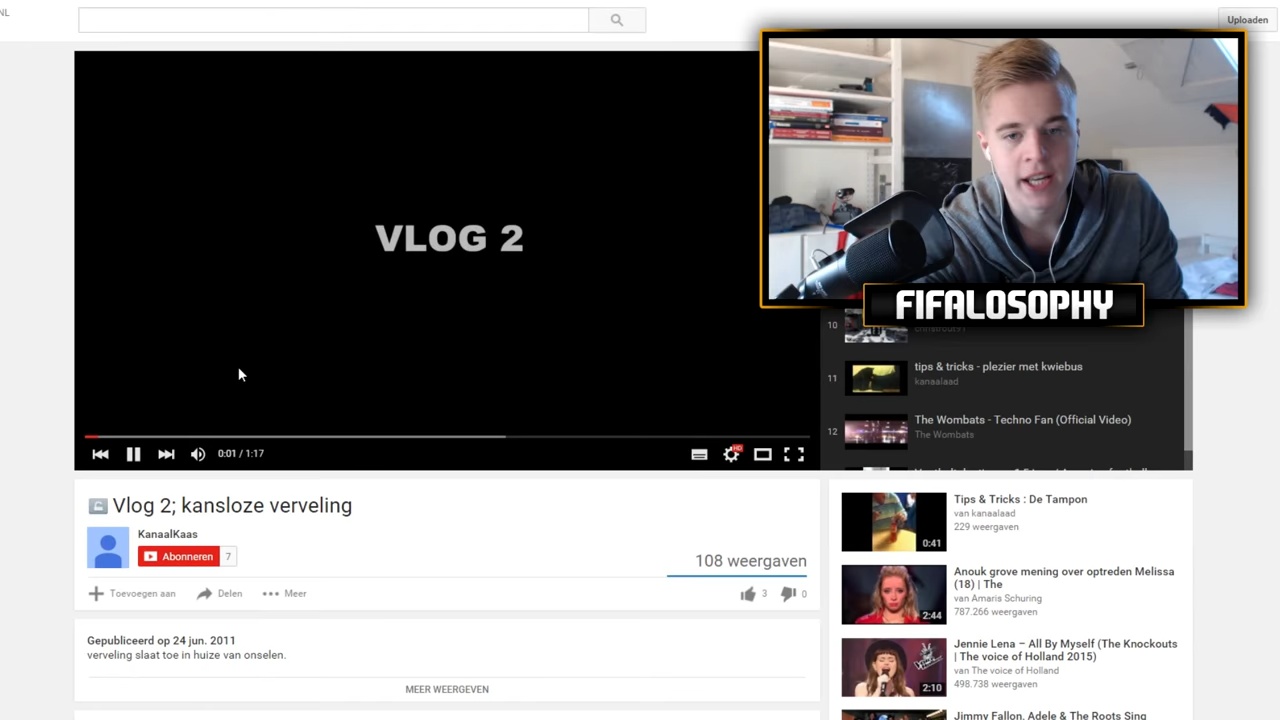 NL
Uploaden
VLOG 2
FIFALOSOPHY
10
11
tips & tricks - plezier met kwiebus
kanaalaad
12
The Wombats - Techno Fan (Official Video)
The Wombats
HD
0:01 / 1:17
Vlog 2; kansloze verveling
KanaalKaas
Abonneren
7
108 weergaven
Toevoegen aan
Delen
Meer
3
0
Gepubliceerd op 24 jun. 2011
verveling slaat toe in huize van onselen.
MEER WEERGEVEN
Tips & Tricks : De Tampon
van kanaalaad
229 weergaven
0:41
Anouk grove mening over optreden Melissa
(18) | The
van Amaris Schuring
787.266 weergaven
2:44
Jennie Lena – All By Myself (The Knockouts
| The voice of Holland 2015)
van The voice of Holland
498.738 weergaven
2:10
Jimmy Fallon, Adele & The Roots Sing